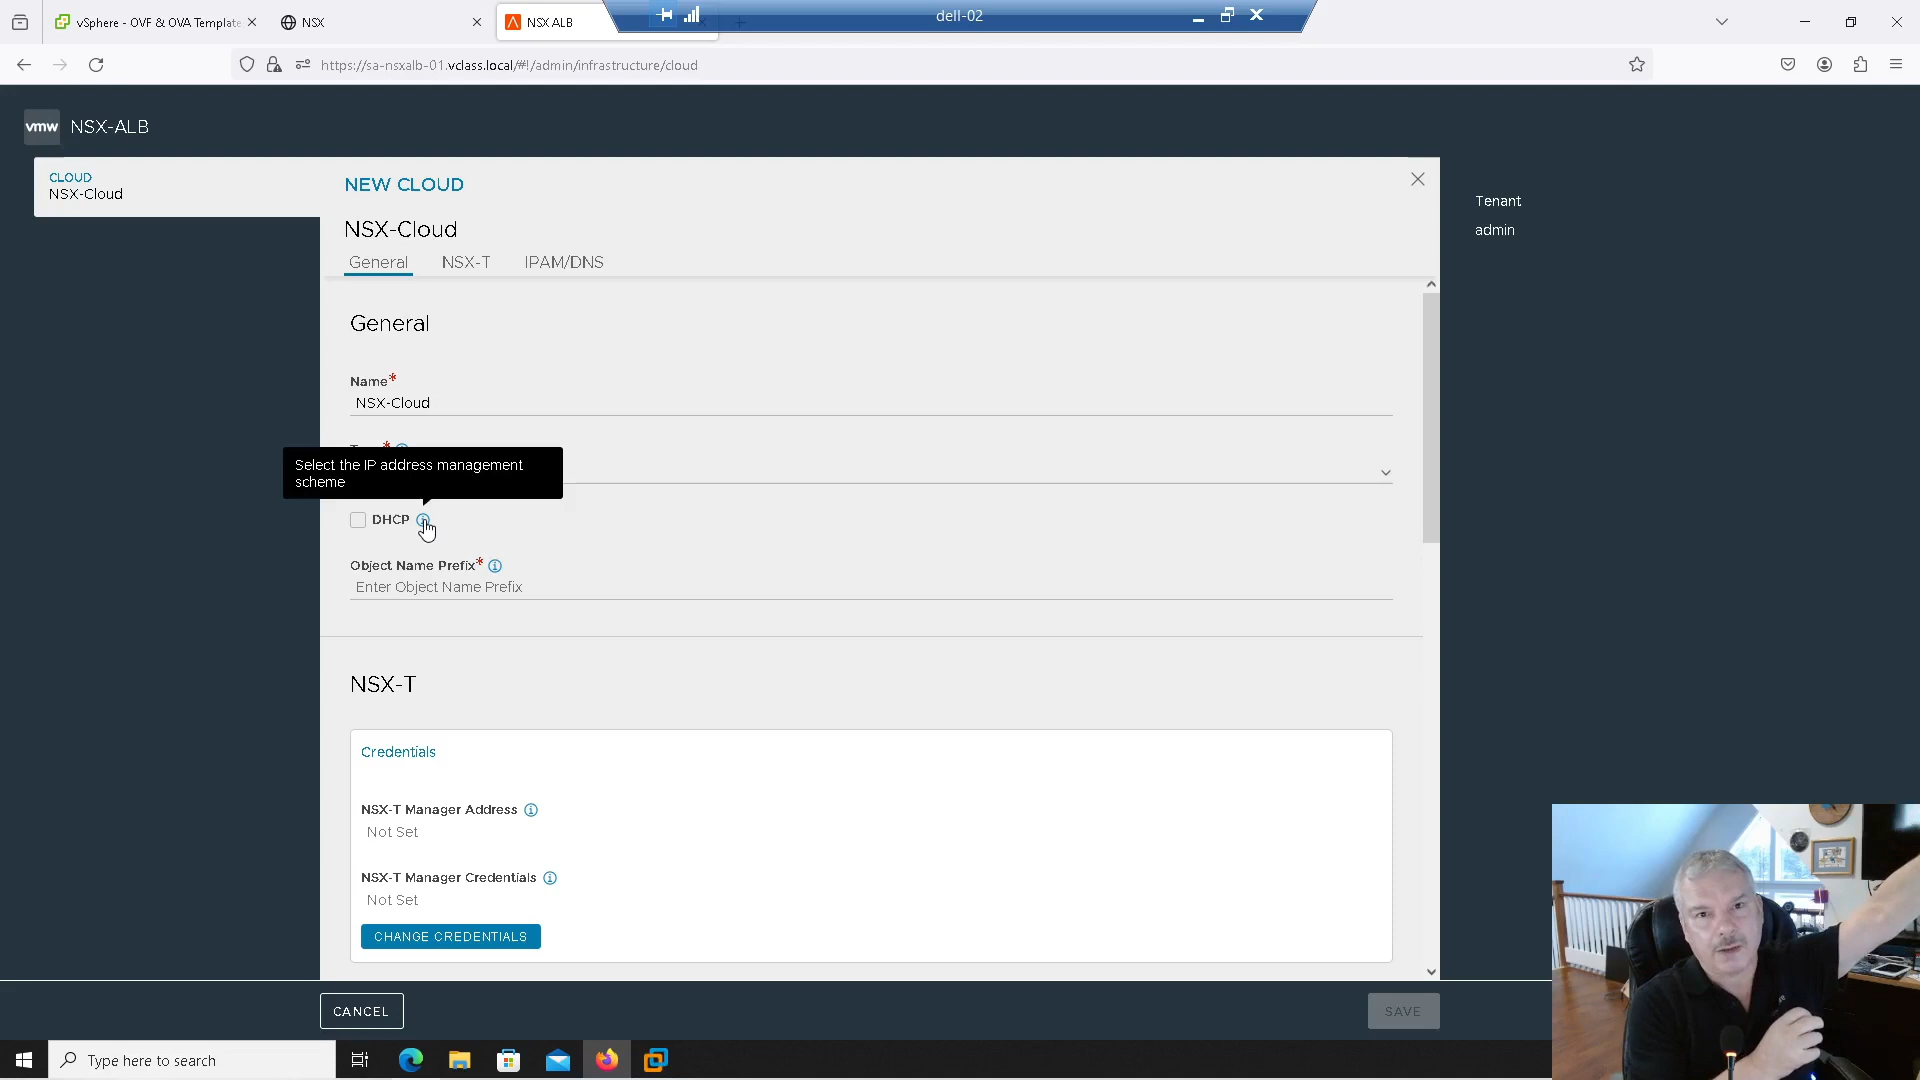 vSphere - OVF & OVA Template
NSX
NSX ALB
dell-02
https://sa-nsxalb-01.vclass.local/#!/admin/infrastructure/cloud
vmw NSX-ALB
CLOUD
NSX-Cloud
NEW CLOUD
NSX-Cloud
General NSX-T IPAM/DNS
Tenant
admin
General
Name*
NSX-Cloud
Select the IP address management
scheme
DHCP
Object Name Prefix*
Enter Object Name Prefix
NSX-T
Credentials
NSX-T Manager Address
Not Set
NSX-T Manager Credentials
Not Set
CHANGE CREDENTIALS
CANCEL
SAVE
Type here to search